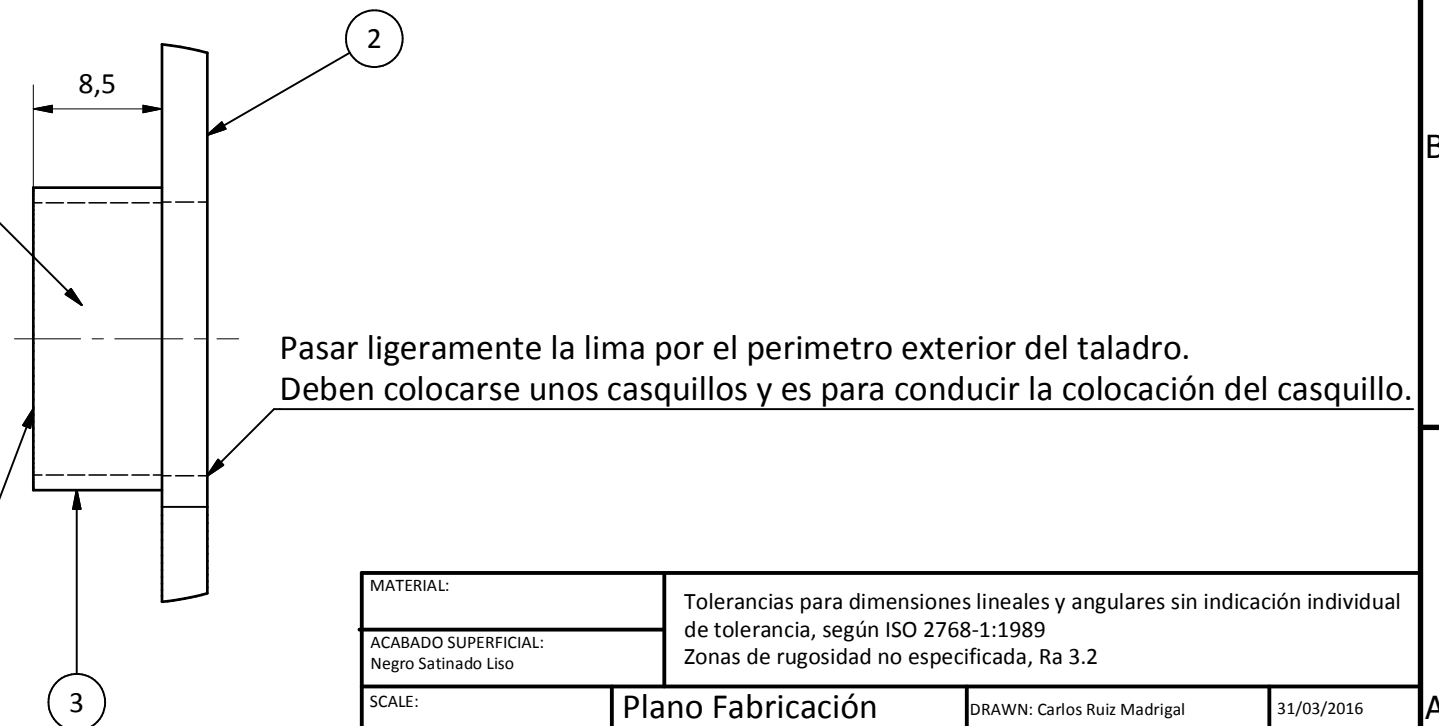 2
8,5
B
Pasar ligeramente la lima por el perimetro exterior del taladro.
Deben colocarse unos casquillos y es para conducir la colocación del casquillo.
3
MATERIAL:
Tolerancias para dimensiones lineales y angulares sin indicación individual
de tolerancia, según ISO 2768-1:1989
Zonas de rugosidad no especificada, Ra 3.2
ACABADO SUPERFICIAL:
Negro Satinado Liso
SCALE:
Plano Fabricación
DRAWN: Carlos Ruiz Madrigal
31/03/2016
A